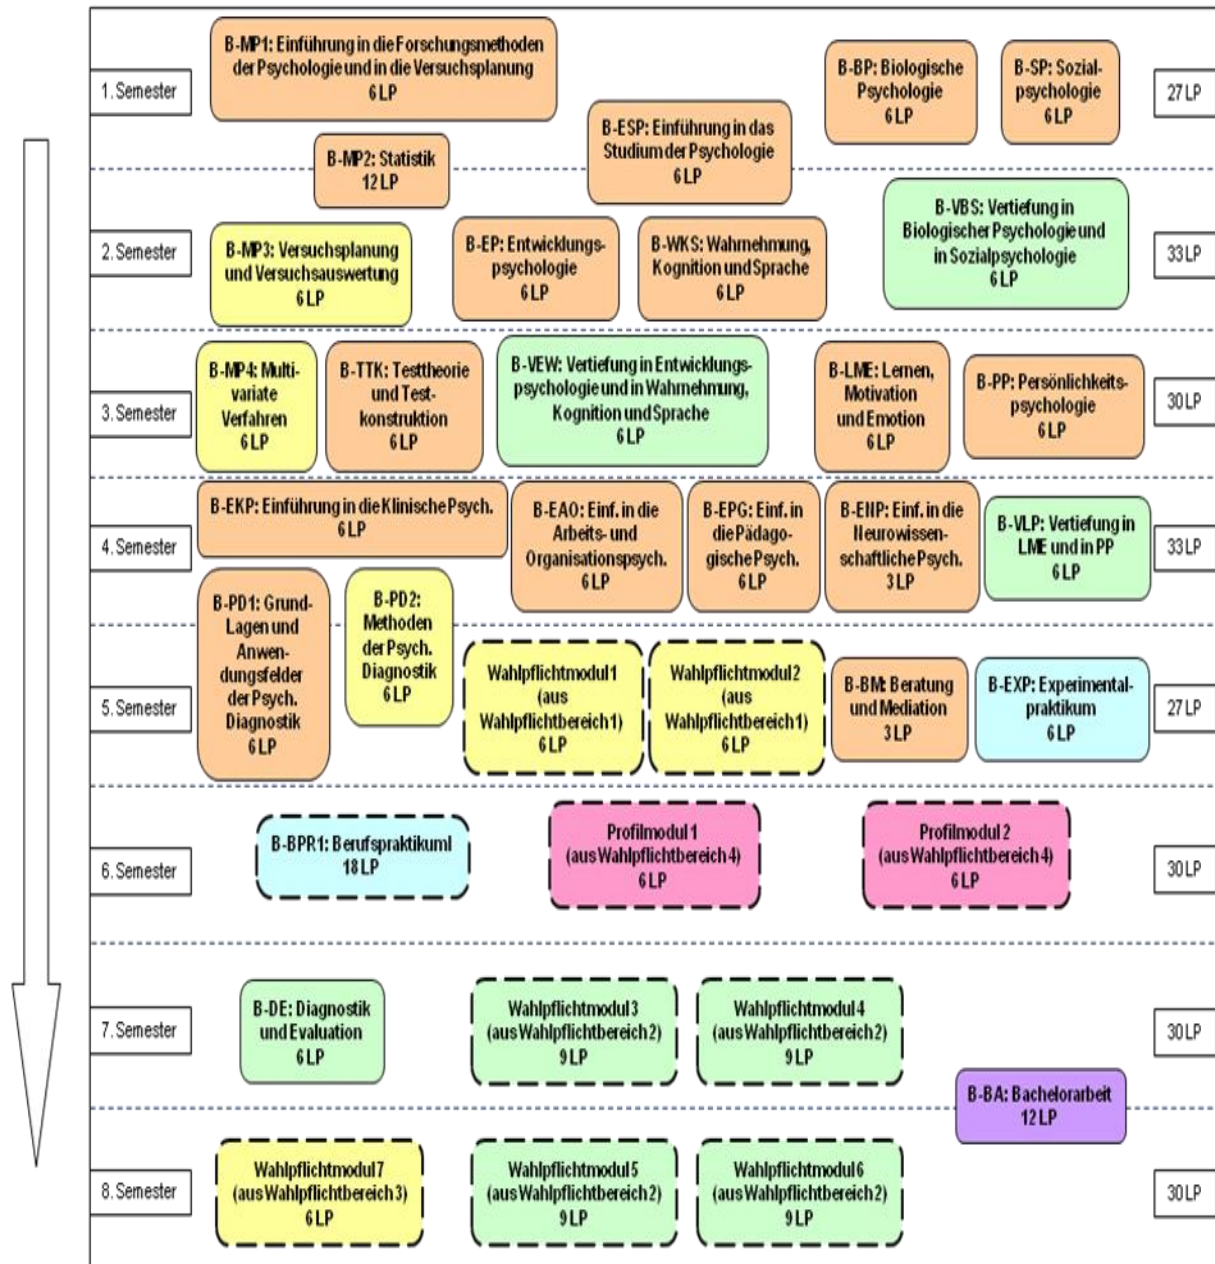 1. Semester
B-MP1: Einführung in die Forschungsmethoden
der Psychologie und in die Versuchsplanung
6 LP
B-BP: Biologische
Psychologie
6 LP
B-SP: Sozial-
psychologie
6 LP
27 LP
B-ESP: Einführung in das
Studium der Psychologie
6 LP
B-MP2: Statistik
12 LP
2. Semester
B-MP3: Versuchsplanung
und Versuchsauswertung
6 LP
B-EP: Entwicklungs-
psychologie
6 LP
B-WKS: Wahrnehmung,
Kognition und Sprache
6 LP
B-VBS: Vertiefung in
Biologischer Psychologie und
in Sozialpsychologie
6 LP
33 LP
3. Semester
B-MP4: Multi-
variate
Verfahren
6 LP
B-TTK: Testtheorie
und Test-
konstruktion
6 LP
B-VEW: Vertiefung in Entwicklungs-
psychologie und in Wahrnehmung,
Kognition und Sprache
6 LP
B-LME: Lernen,
Motivation
und Emotion
6 LP
B-PP: Persönlichkeits-
psychologie
6 LP
30 LP
4. Semester
B-EKP: Einführung in die Klinische Psych.
6 LP
B-EAO: Einf. in die
Arbeits- und
Organisationspsych.
6 LP
B-EPG: Einf. in
die Pädago-
gische Psych.
6 LP
B-ENP: Einf. in die
Neurowissen-
schaftliche Psych.
3 LP
B-VLP: Vertiefung in
LME und in PP
6 LP
33 LP
B-PD1: Grund-
Lagen und
Anwen-
dungsfelder
der Psych.
Diagnostik
6 LP
B-PD2:
Methoden
der Psych.
Diagnostik
6 LP
5. Semester
Wahlpflichtmodul 1
(aus
Wahlpflichtbereich 1)
6 LP
Wahlpflichtmodul 2
(aus
Wahlpflichtbereich 1)
6 LP
B-BM: Beratung
und Mediation
3 LP
B-EXP: Experimental-
praktikum
6 LP
27 LP
6. Semester
B-BPR1: Berufspraktikum I
18 LP
Profilmodul 1
(aus Wahlpflichtbereich 4)
6 LP
Profilmodul 2
(aus Wahlpflichtbereich 4)
6 LP
30 LP
7. Semester
B-DE: Diagnostik
und Evaluation
6 LP
Wahlpflichtmodul 3
(aus Wahlpflichtbereich 2)
9 LP
Wahlpflichtmodul 4
(aus Wahlpflichtbereich 2)
9 LP
30 LP
B-BA: Bachelorarbeit
12 LP
8. Semester
Wahlpflichtmodul 7
(aus Wahlpflichtbereich 3)
6 LP
Wahlpflichtmodul 5
(aus Wahlpflichtbereich 2)
9 LP
Wahlpflichtmodul 6
(aus Wahlpflichtbereich 2)
9 LP
30 LP